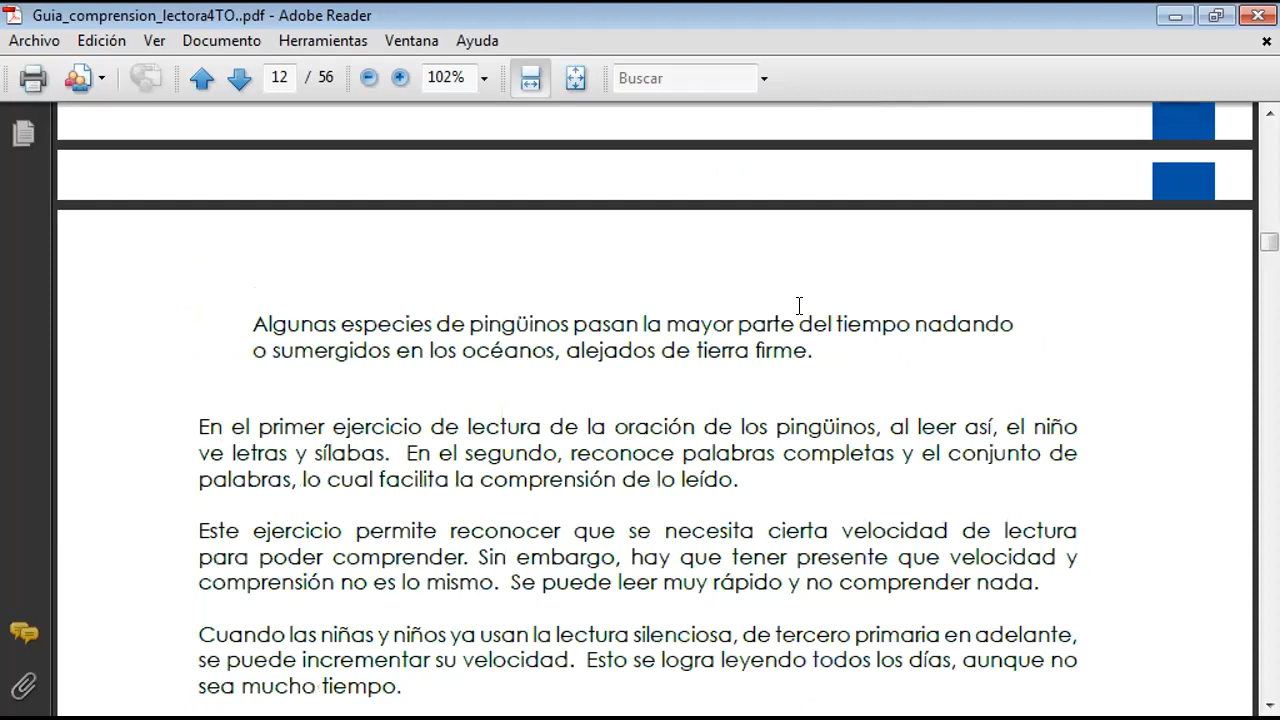 Guia_comprension_lectora4TO..pdf - Adobe Reader
Archivo Edición Ver Documento Herramientas Ventana Ayuda
12 / 56 102% Buscar
Algunas especies de pingüinos pasan la mayor parte del tiempo nadando
o sumergidos en los océanos, alejados de tierra firme.
En el primer ejercicio de lectura de la oración de los pingüinos, al leer así, el niño
ve letras y sílabas. En el segundo, reconoce palabras completas y el conjunto de
palabras, lo cual facilita la comprensión de lo leído.
Este ejercicio permite reconocer que se necesita cierta velocidad de lectura
para poder comprender. Sin embargo, hay que tener presente que velocidad y
comprensión no es lo mismo. Se puede leer muy rápido y no comprender nada.
Cuando las niñas y niños ya usan la lectura silenciosa, de tercero primaria en adelante,
se puede incrementar su velocidad. Esto se logra leyendo todos los días, aunque no
sea mucho tiempo.